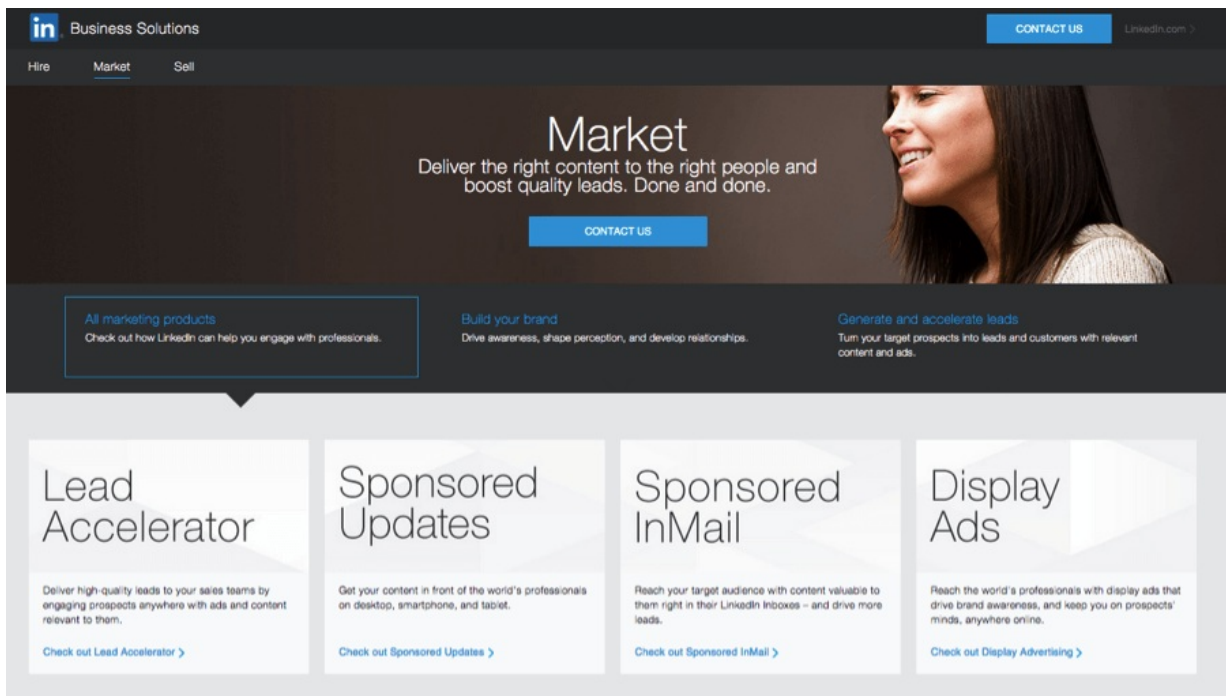 in Business Solutions
CONTACT US
LinkedIn.com >
Hire Market Sell
Market
Deliver the right content to the right people and
boost quality leads. Done and done.
CONTACT US
All marketing products
Check out how LinkedIn can help you engage with professionals.
Build your brand
Drive awareness, shape perception, and develop relationships.
Generate and accelerate leads
Turn your target prospects into leads and customers with relevant
content and ads.
Lead
Accelerator
Deliver high-quality leads to your sales teams by
engaging prospects anywhere with ads and content
relevant to them.
Check out Lead Accelerator >
Sponsored
Updates
Get your content in front of the world's professionals
on desktop, smartphone, and tablet.
Check out Sponsored Updates >
Sponsored
InMail
Reach your target audience with content valuable to
them right in their LinkedIn Inboxes – and drive more
leads.
Check out Sponsored InMail >
Display
Ads
Reach the world's professionals with display ads that
drive brand awareness, and keep you on prospects'
minds, anywhere online.
Check out Display Advertising >